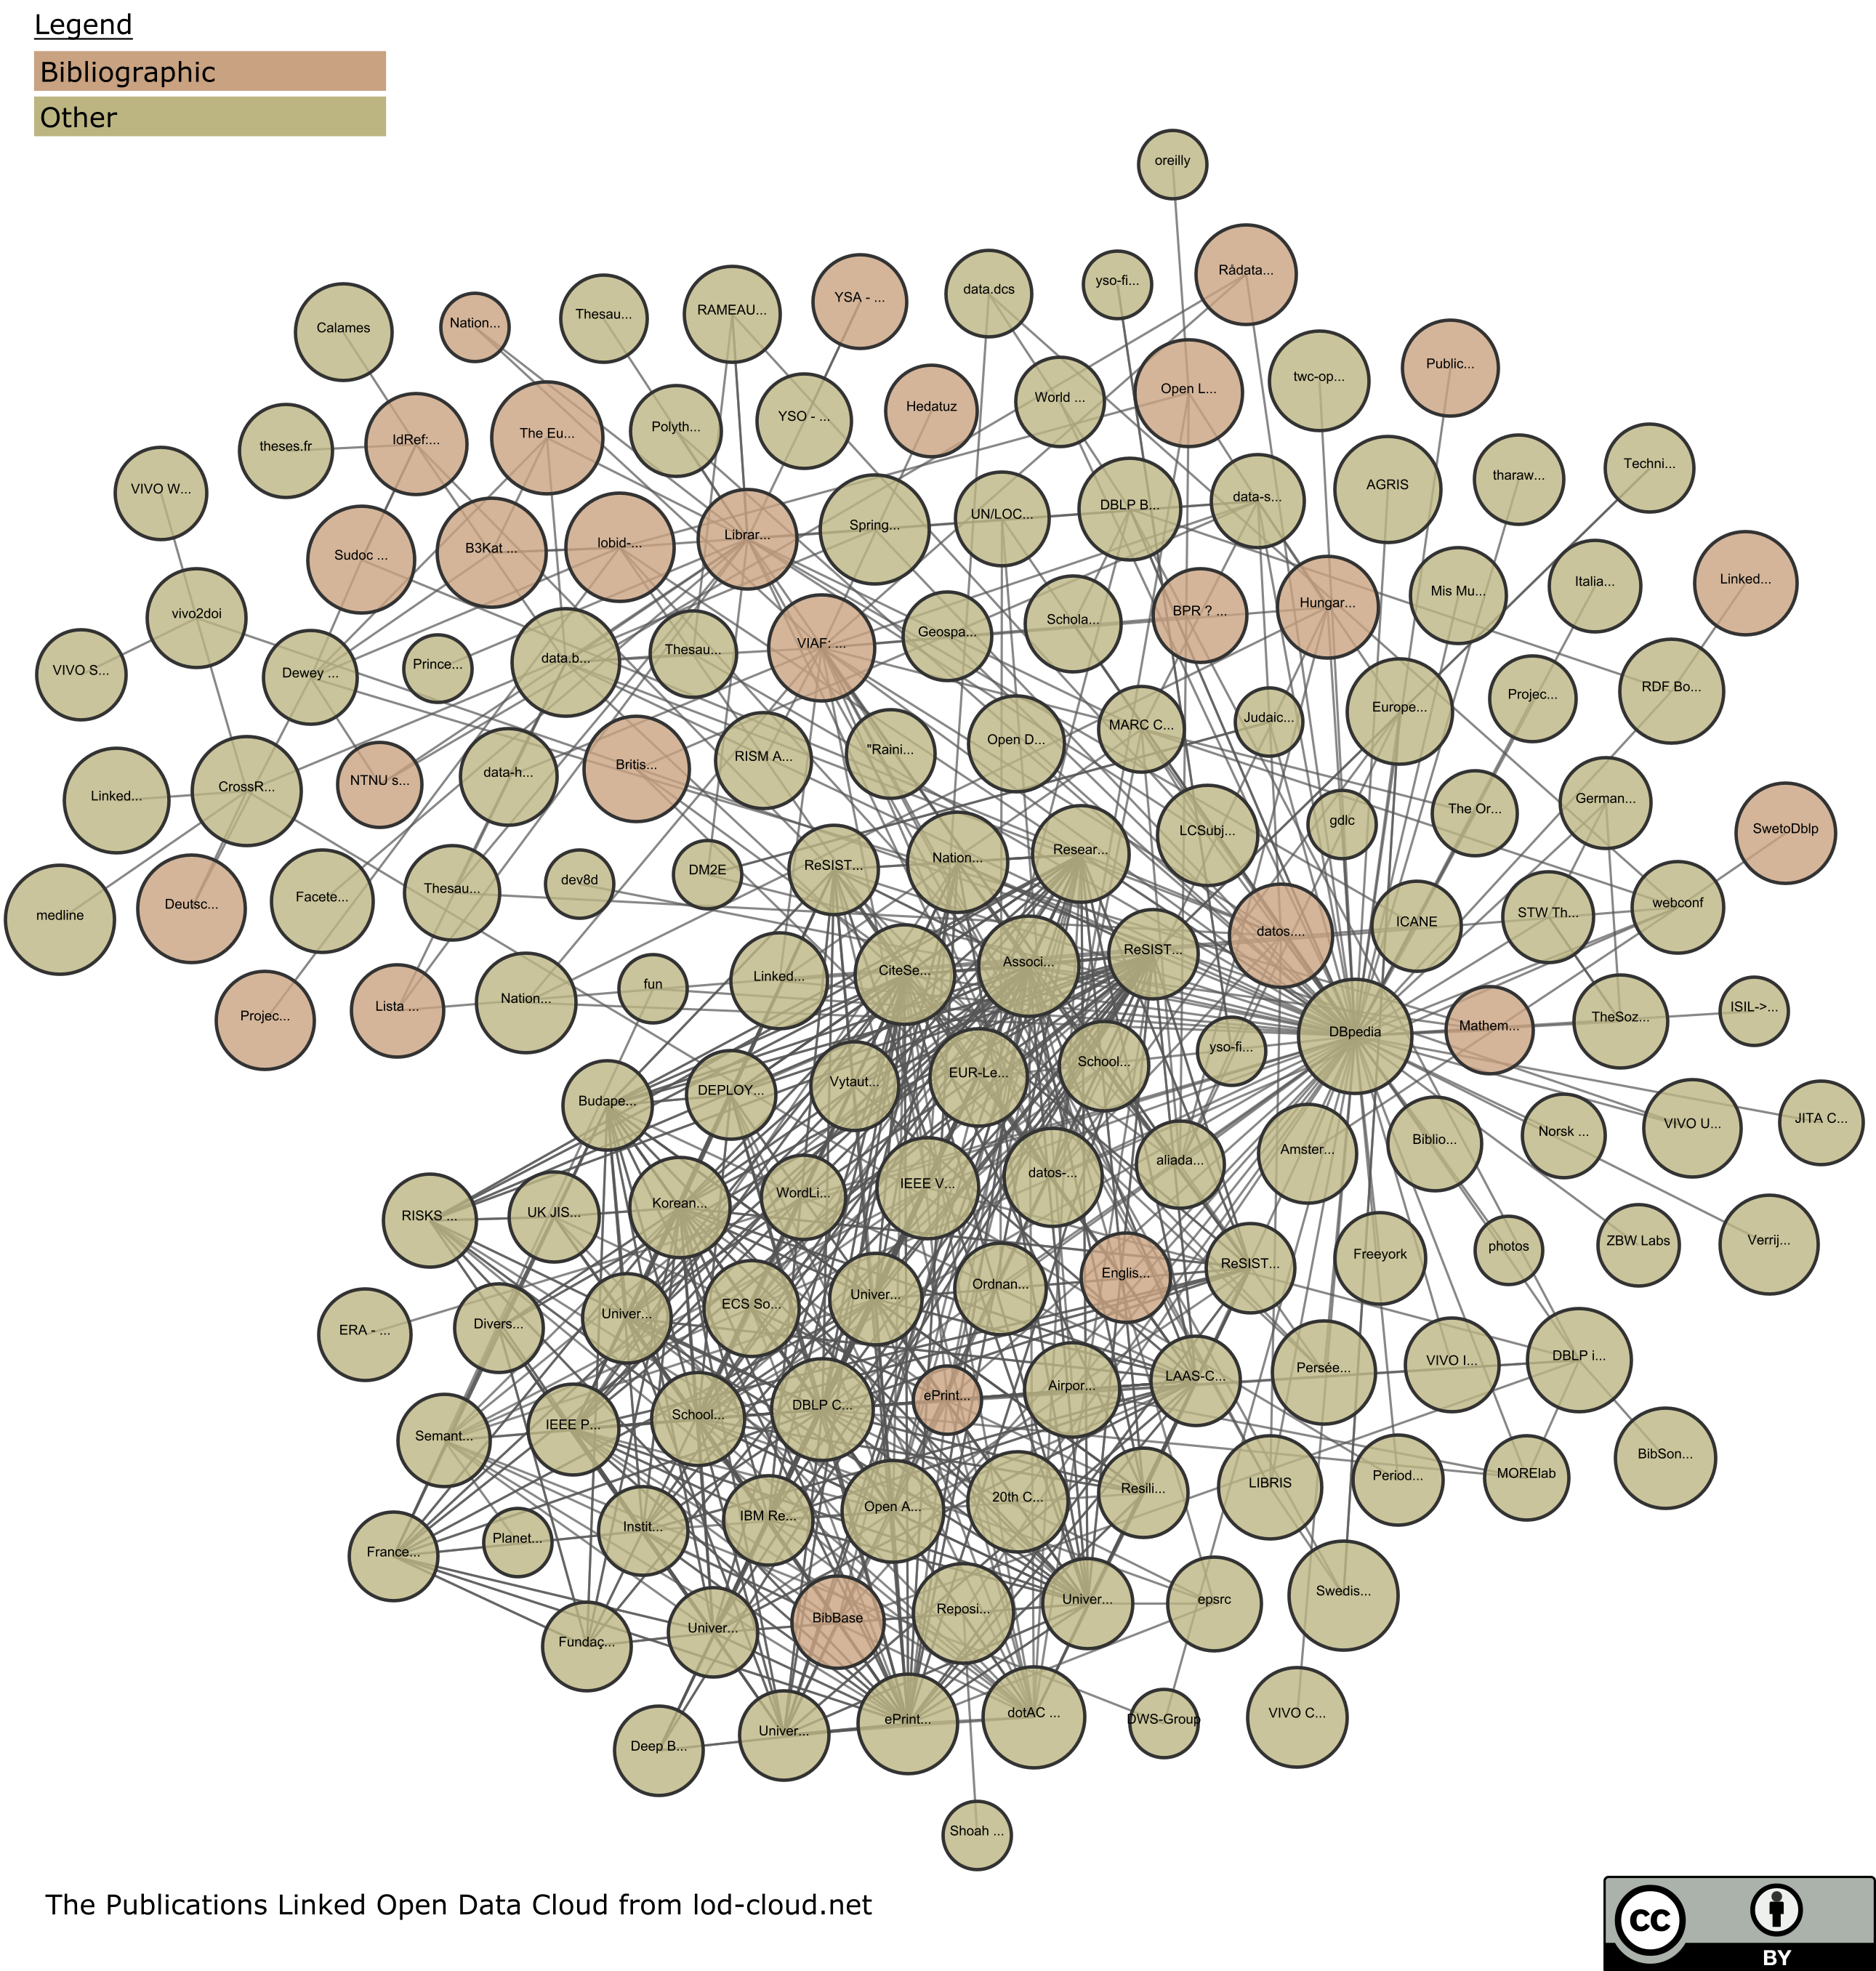 Legend
Bibliographic
Other
oreilly
Rådata...
yso-fi...
data.dcs
YSA - ...
RAMEAU...
Thesau...
Nation...
Calames
Public...
twc-op...
Open L...
World ...
Hedatuz
YSO - ...
Polyth...
The Eu...
IdRef:...
theses.fr
Techni...
tharaw...
AGRIS
data-s...
DBLP B...
UN/LOC...
Spring...
Librar...
lobid-...
B3Kat ...
Sudoc ...
VIVO W...
Linked...
Italia...
Mis Mu...
Hungar...
BPR ? ...
Schola...
Geospa...
VIAF: ...
Thesau...
data.b...
Prince...
Dewey ...
vivo2doi
VIVO S...
RDF Bo...
Projec...
Europe...
Judaic...
MARC C...
Open D...
"Raini...
RISM A...
Britis...
data-h...
NTNU s...
CrossR...
Linked...
SwetoDblp
German...
The Or...
gdlc
LCSubj...
Resear...
Nation...
ReSIST...
DM2E
dev8d
Thesau...
Facete...
Deutsc...
medline
webconf
STW Th...
ICANE
datos....
ReSIST...
Associ...
CiteSe...
Linked...
fun
Nation...
Lista ...
Projec...
ISIL->...
TheSoz...
Mathem...
DBpedia
yso-fi...
School...
EUR-Le...
Vytaut...
DEPLOY...
Budape...
JITA C...
VIVO U...
Norsk ...
Biblio...
Amster...
aliada...
datos-...
IEEE V...
WordLi...
Korean...
UK JIS...
RISKS ...
Verrij...
ZBW Labs
photos
Freeyork
ReSIST...
Englis...
Ordnan...
Univer...
ECS So...
Univer...
Divers...
ERA - ...
DBLP i...
VIVO I...
Persée...
LAAS-C...
Airpor...
ePrint...
DBLP C...
School...
IEEE P...
Semant...
BibSon...
MORElab
Period...
LIBRIS
Resili...
20th C...
Open A...
IBM Re...
Instit...
Planet...
France...
Swedis...
epsrc
Univer...
Reposi...
BibBase
Univer...
Fundaç...
VIVO C...
DWS-Group
dotAC ...
ePrint...
Univer...
Deep B...
Shoah ...
The Publications Linked Open Data Cloud from lod-cloud.net
cc
BY